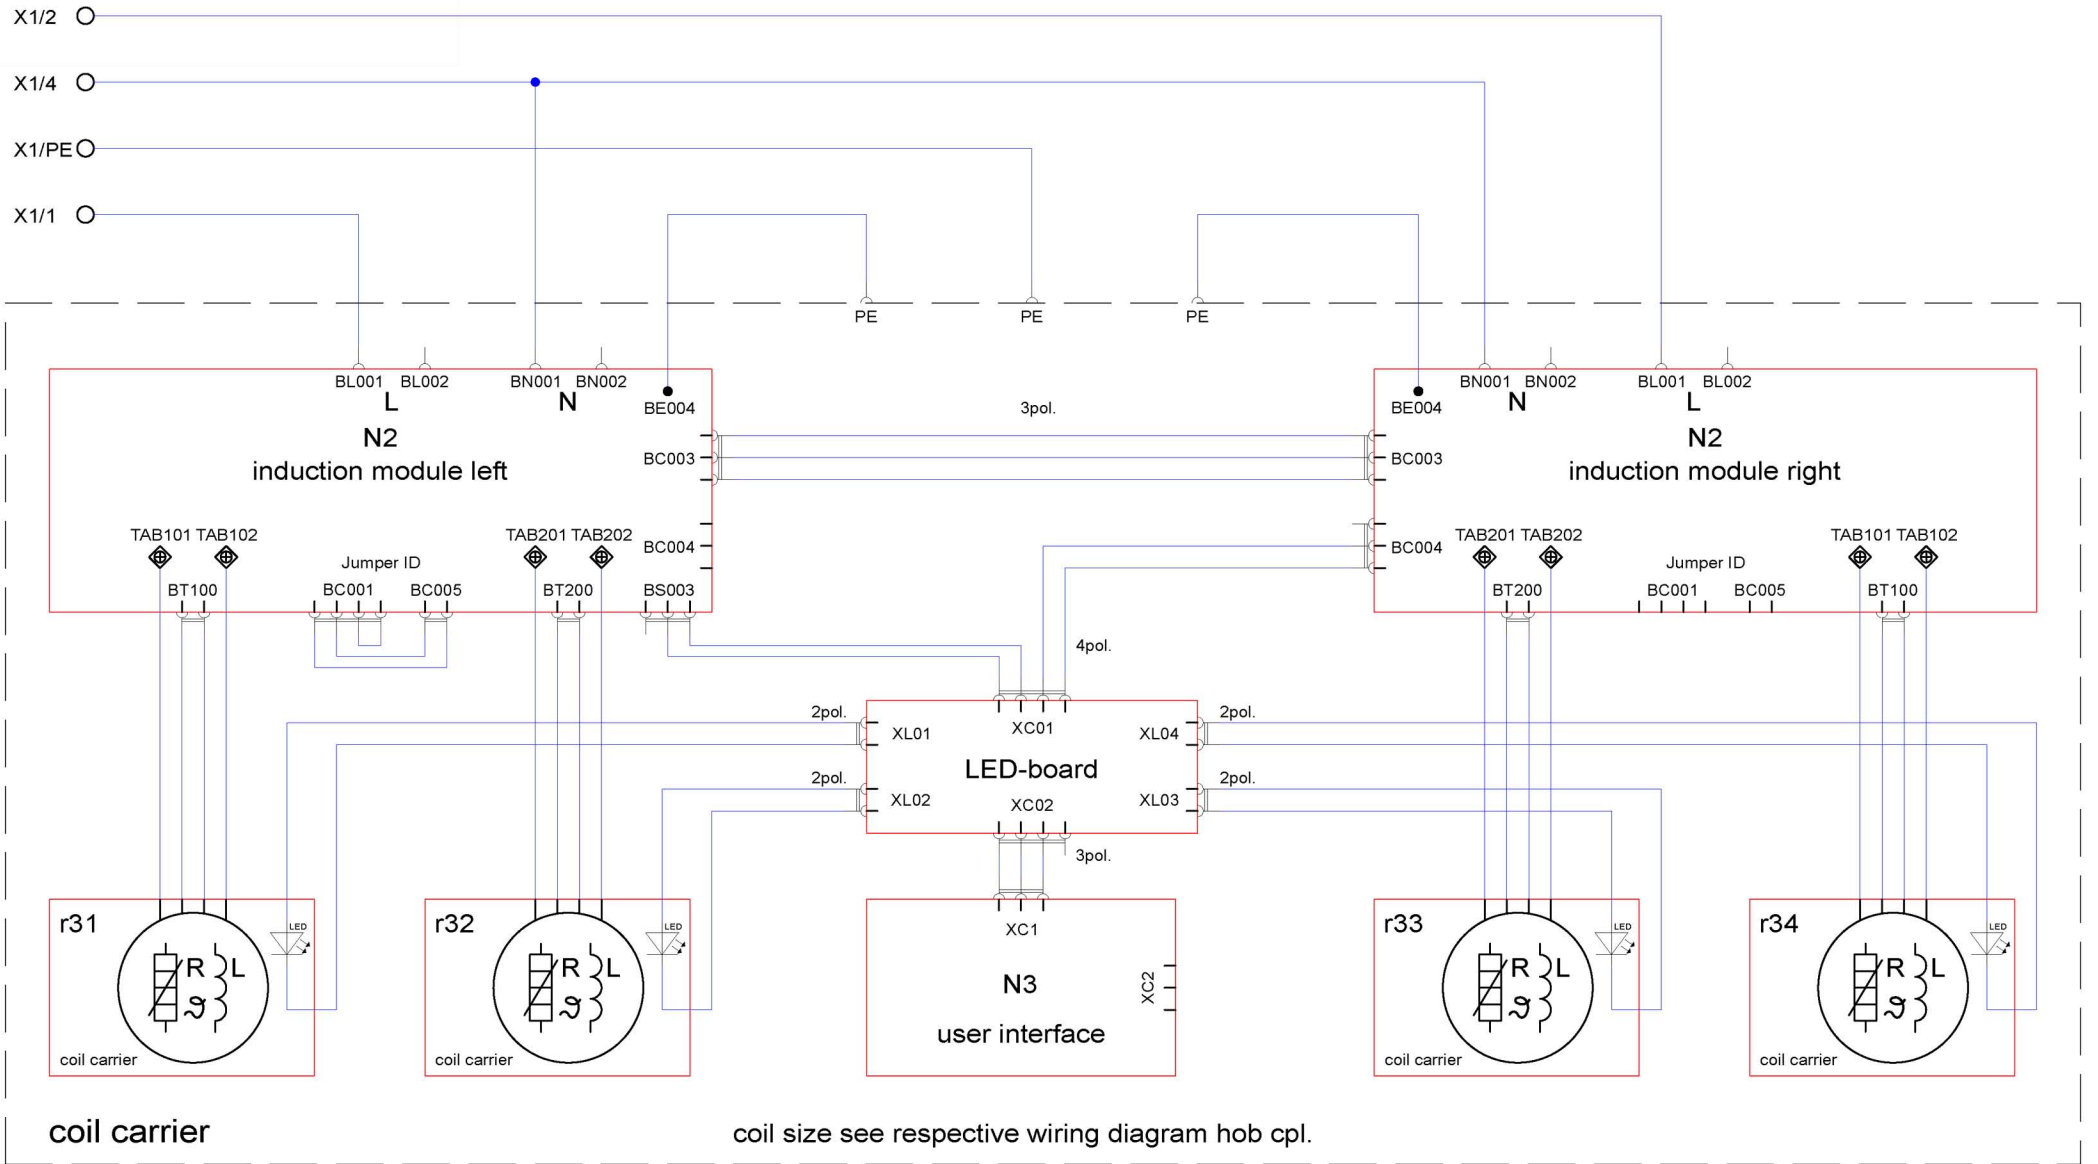 X1/2
X1/4
X1/PE
X1/1
PE PE PE
BL001 BL002 BN001 BN002
L N
BE004
N2
induction module left
BC003
3pol.
BN001 BN002 BL001 BL002
N L
BE004
N2
induction module right
BC003
TAB101 TAB102 TAB201 TAB202
BC004
Jumper ID
BT100 BC001 BC005 BT200 BS003
BC004
TAB201 TAB202 TAB101 TAB102
Jumper ID
BT200 BC001 BC005 BT100
4pol.
2pol. 2pol.
XL01 XC01 XL04
LED-board
2pol. 2pol.
XL02 XC02 XL03
3pol.
r31
LED
R L
ϑ
coil carrier
r32
LED
R L
ϑ
coil carrier
XC1
N3
XC2
user interface
r33
LED
R L
ϑ
coil carrier
r34
LED
R L
ϑ
coil carrier
coil carrier
coil size see respective wiring diagram hob cpl.